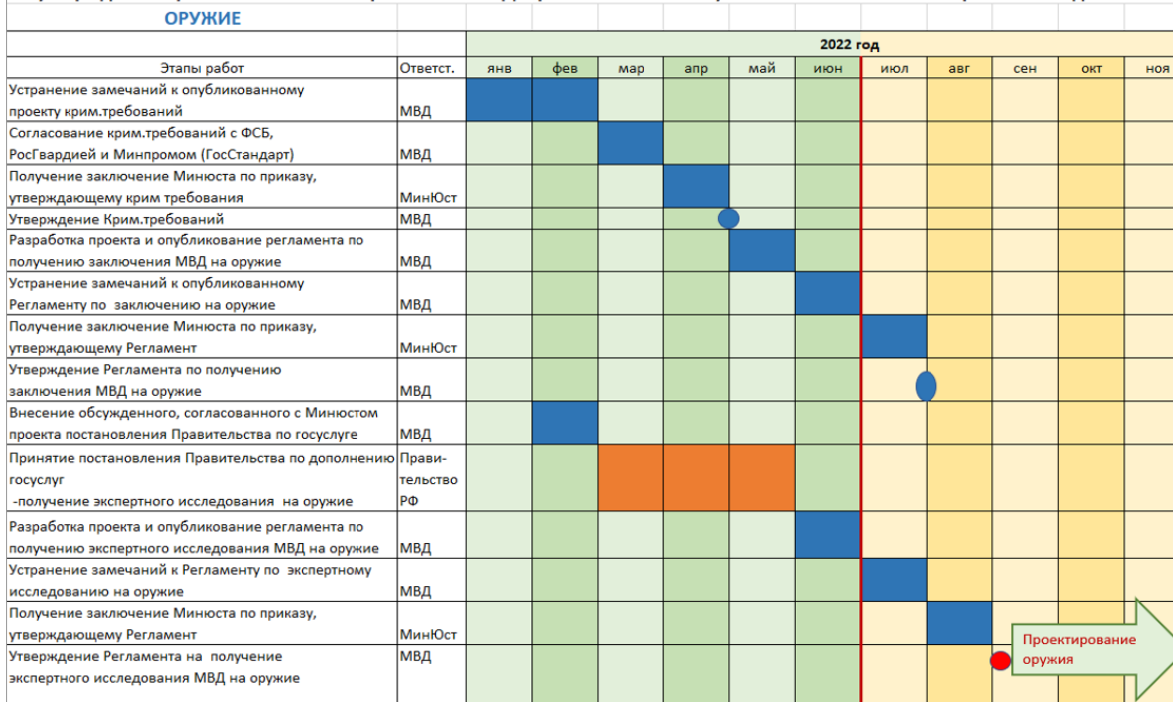 ОРУЖИЕ
2022 год
Этапы работ Ответст. янв фев мар апр май июн июл авг сен окт ноя
Устранение замечаний к опубликованному
проекту крим.требований МВД
Согласование крим.требований с ФСБ,
РосГвардией и Минпромом (ГосСтандарт) МВД
Получение заключение Минюста по приказу,
утверждающему крим требования МинЮст
Утверждение Крим.требований МВД
Разработка проекта и опубликование регламента по
получению заключения МВД на оружие МВД
Устранение замечаний к опубликованному
Регламенту по заключению на оружие МВД
Получение заключение Минюста по приказу,
утверждающему Регламент МинЮст
Утверждение Регламента по получению
заключения МВД на оружие МВД
Внесение обсужденного, согласованного с Минюстом
проекта постановления Правительства по госуслуге МВД
Принятие постановления Правительства по дополнению Прави-
госуслуг тельство
-получение экспертного исследования на оружие РФ
Разработка проекта и опубликование регламента по
получению экспертного исследования МВД на оружие МВД
Устранение замечаний к Регламенту по экспертному
исследованию на оружие МВД
Получение заключение Минюста по приказу,
утверждающему Регламент МинЮст
Утверждение Регламента на получение МВД
экспертного исследования МВД на оружие
Проектирование
оружия